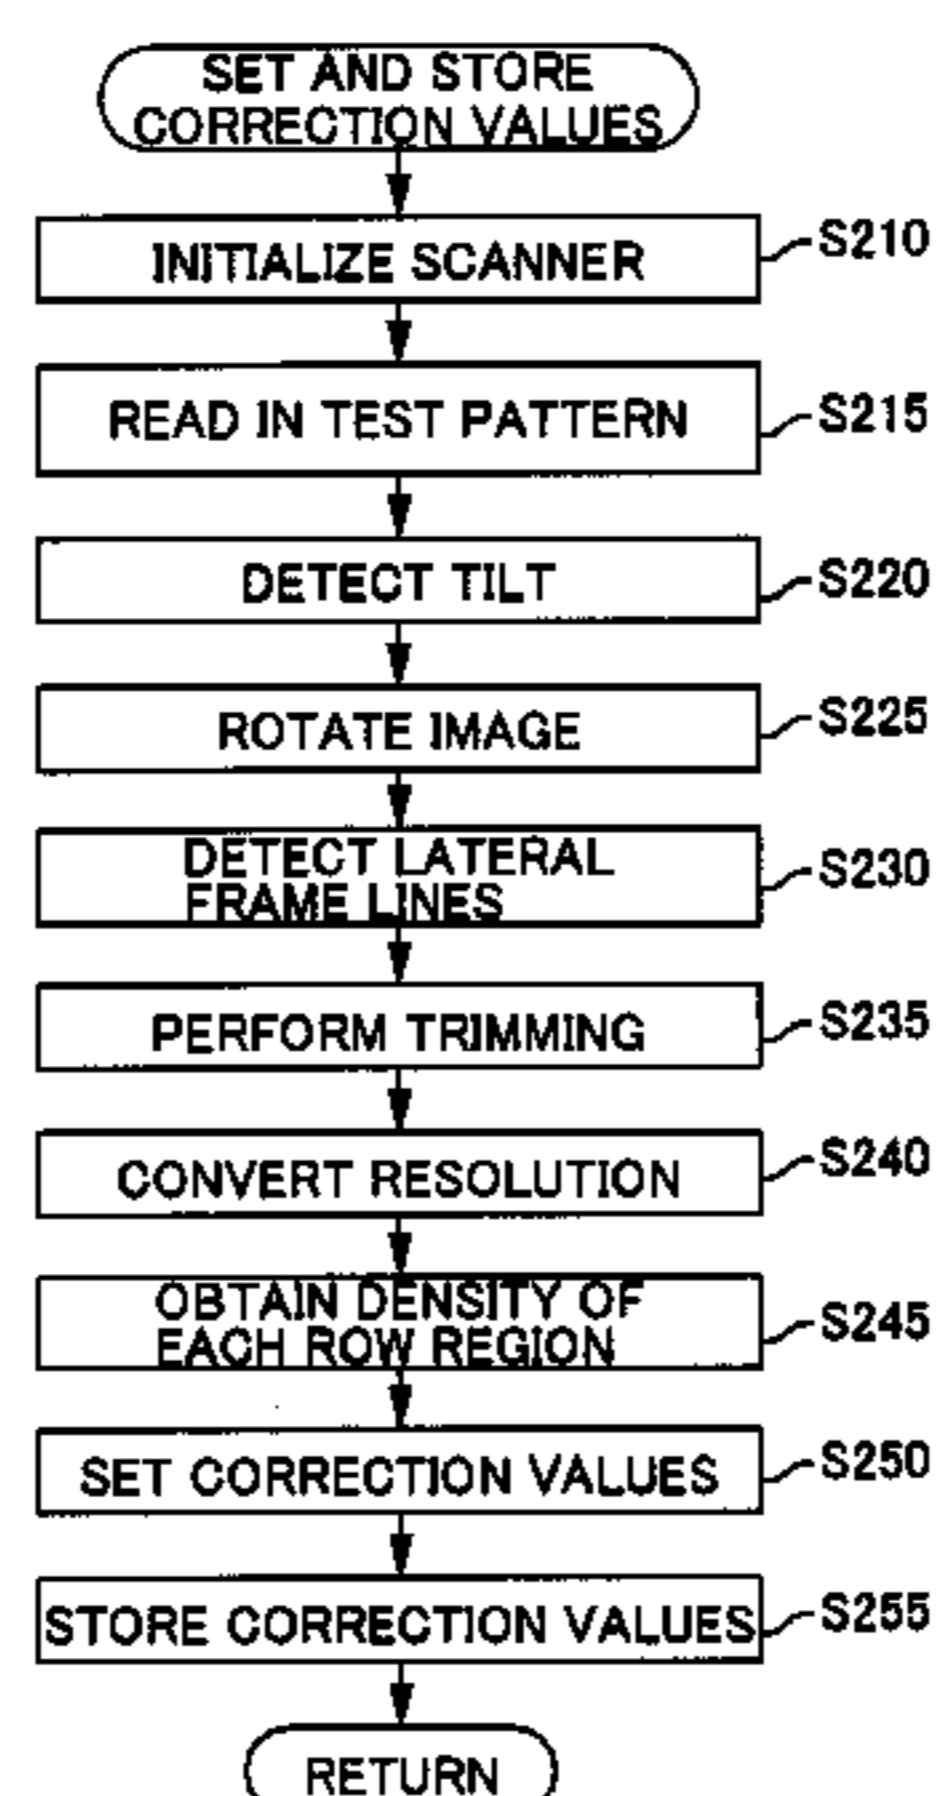 SET AND STORE
CORRECTION VALUES
INITIALIZE SCANNER
S210
READ IN TEST PATTERN
S215
DETECT TILT
S220
ROTATE IMAGE
S225
DETECT LATERAL
FRAME LINES
S230
PERFORM TRIMMING
S235
CONVERT RESOLUTION
S240
OBTAIN DENSITY OF
EACH ROW REGION
S245
SET CORRECTION VALUES
S250
STORE CORRECTION VALUES
S255
RETURN